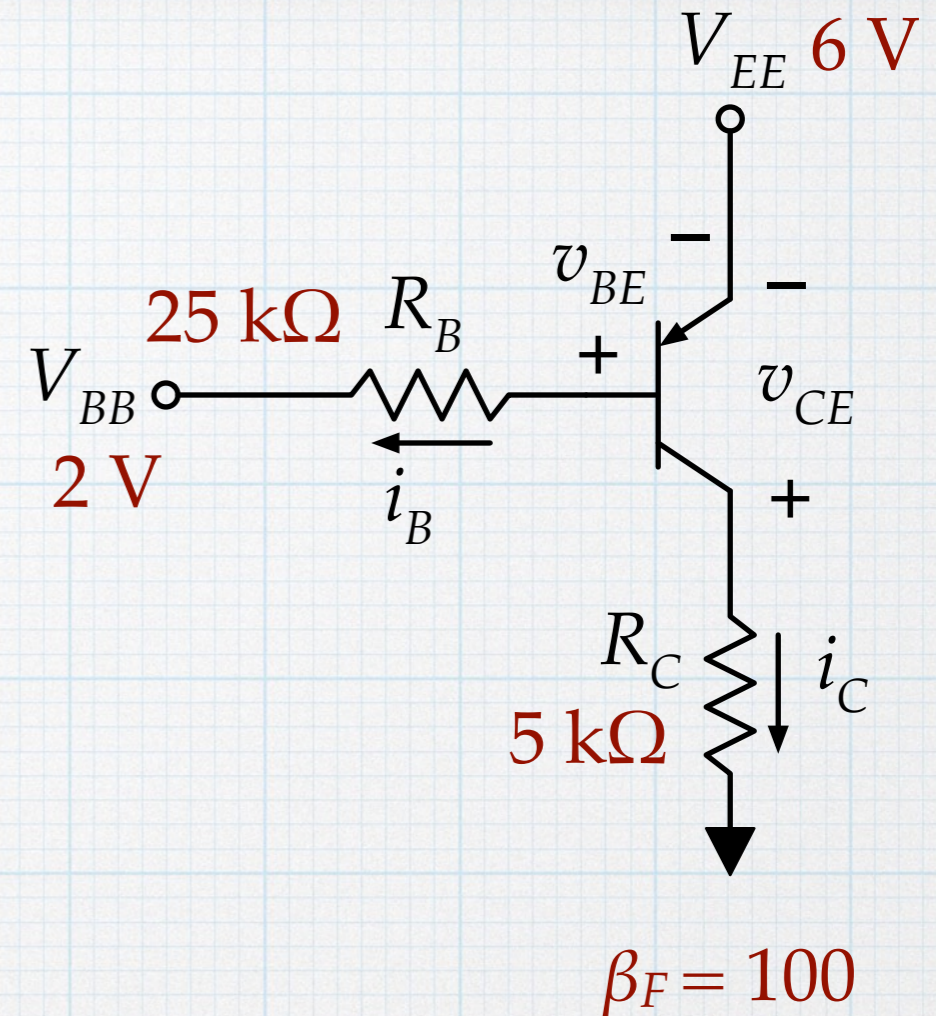 V_EE 6 V
−
v_BE
−
25 kΩ R_B
+
V_BB
v_CE
2 V
i_B
+
R_C
i_C
5 kΩ
β_F = 100